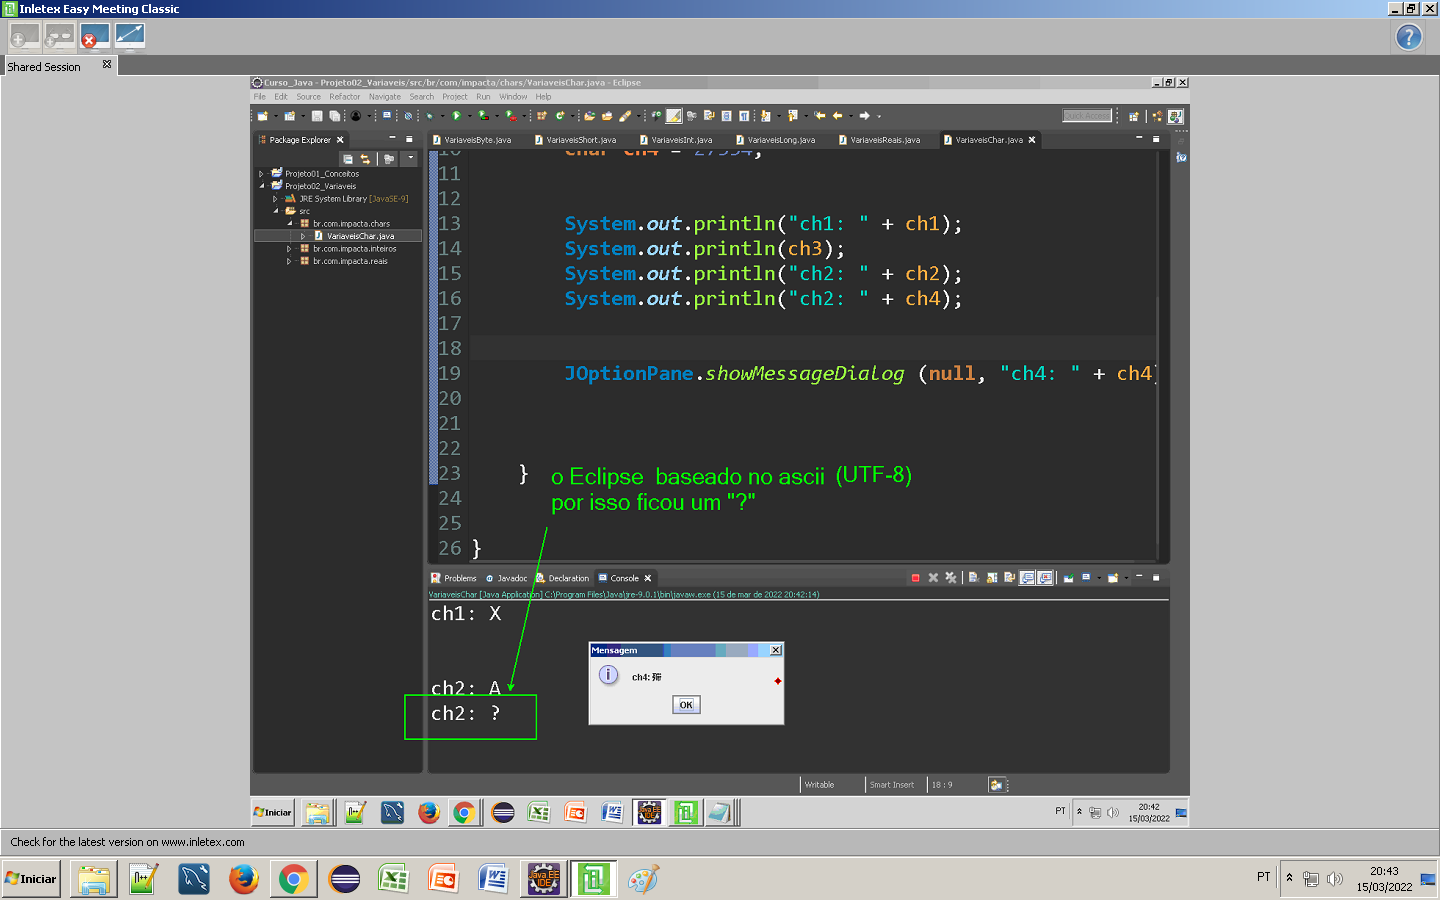 Inletex Easy Meeting Classic
Shared Session
Curso_Java - Projeto02_Variaveis/src/br/com/impacta/chars/VariaveisChar.java - Eclipse
File Edit Source Refactor Navigate Search Project Run Window Help
Quick Access
Package Explorer
VariaveisByte.java VariaveisShort.java VariaveisInt.java VariaveisLong.java VariaveisReais.java VariaveisChar.java
Projeto01_Conceitos
Projeto02_Variaveis
JRE System Library [JavaSE-9]
src
br.com.impacta.chars
VariaveisChar.java
br.com.impacta.inteiros
br.com.impacta.reais
11
12
13 System.out.println("ch1: " + ch1);
14 System.out.println(ch3);
15 System.out.println("ch2: " + ch2);
16 System.out.println("ch2: " + ch4);
17
18
19 JOptionPane.showMessageDialog (null, "ch4: " + ch4)
20
21
22
23 }
24
25
26 }
o Eclipse baseado no ascii (UTF-8)
por isso ficou um "?"
Problems Javadoc Declaration Console
VariaveisChar [Java Application] C:\Program Files\Java\jre-9.0.1\bin\javaw.exe (15 de mar de 2022 20:42:14)
ch1: X
ch2: A
ch2: ?
Mensagem
ch4:
OK
Writable Smart Insert 18 : 9
Iniciar
PT
20:42
15/03/2022
Check for the latest version on www.inletex.com
Iniciar
PT
20:43
15/03/2022